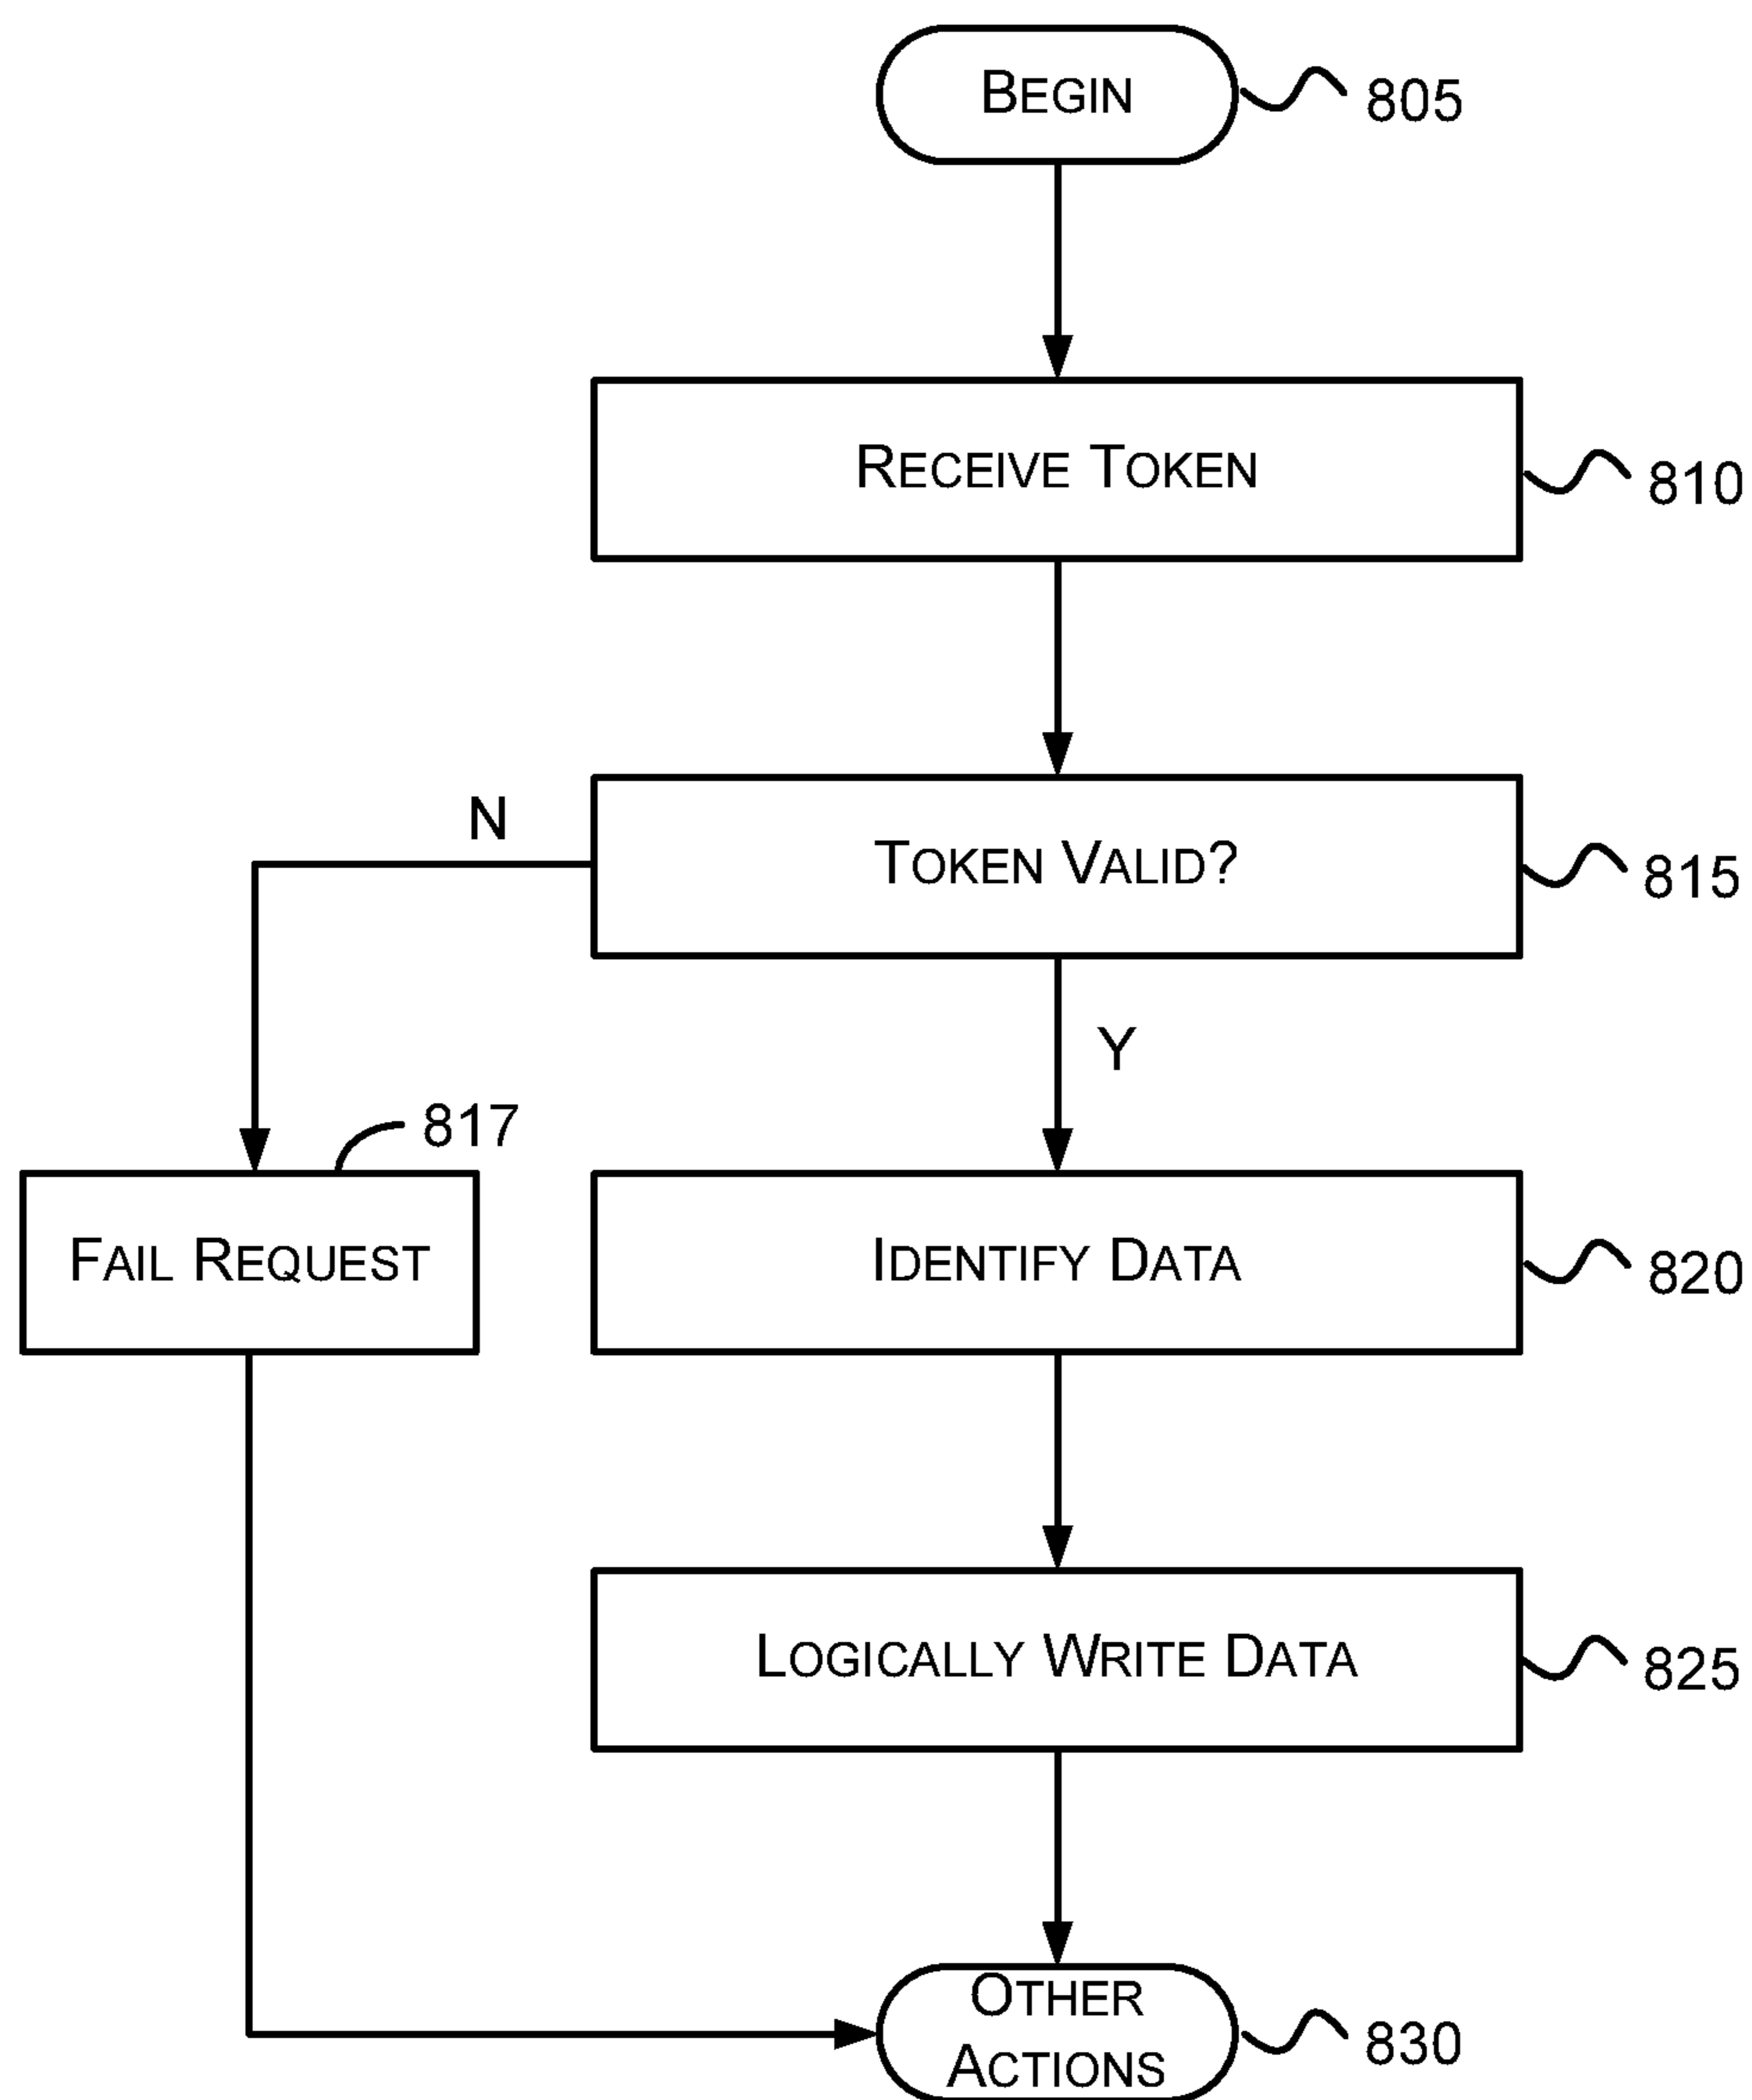 BEGIN
805
RECEIVE TOKEN
810
N
TOKEN VALID?
815
Y
817
FAIL REQUEST
IDENTIFY DATA
820
LOGICALLY WRITE DATA
825
OTHER
ACTIONS
830